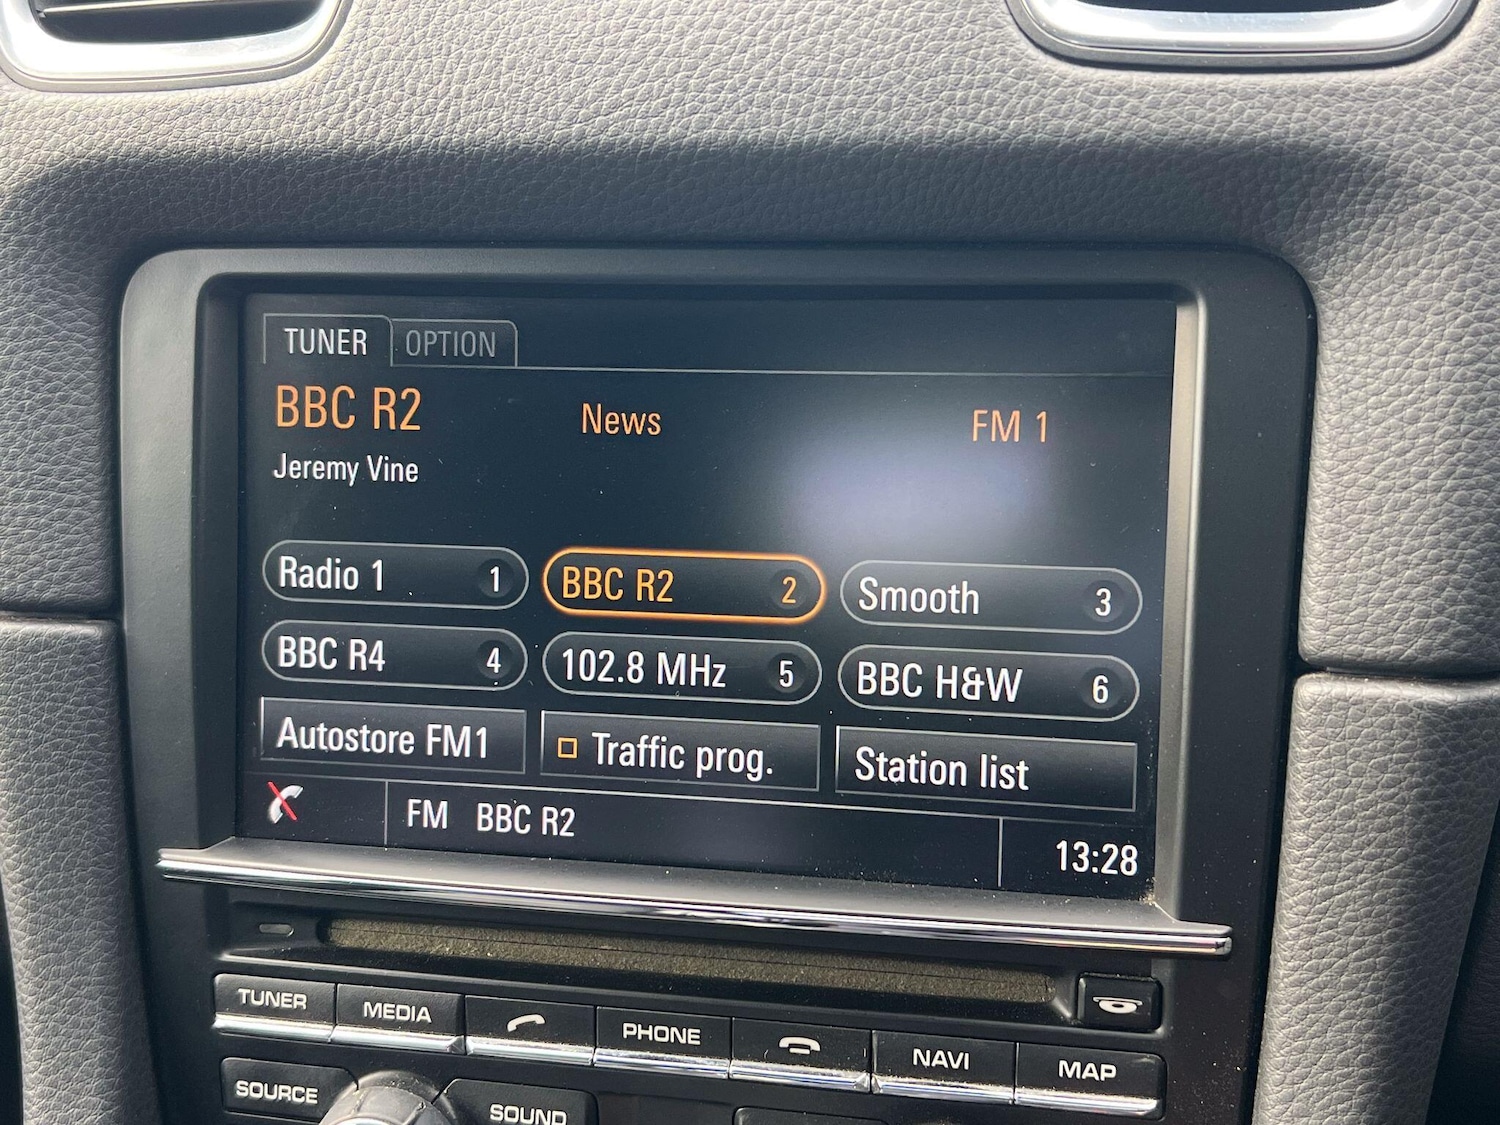 TUNER OPTION
BBC R2 News FM 1
Jeremy Vine
Radio 1 1 BBC R2 2 Smooth 3
BBC R4 4 102.8 MHz 5 BBC H&W 6
Autostore FM1 Traffic prog. Station list
FM BBC R2 13:28
TUNER MEDIA PHONE NAVI MAP
SOURCE SOUND